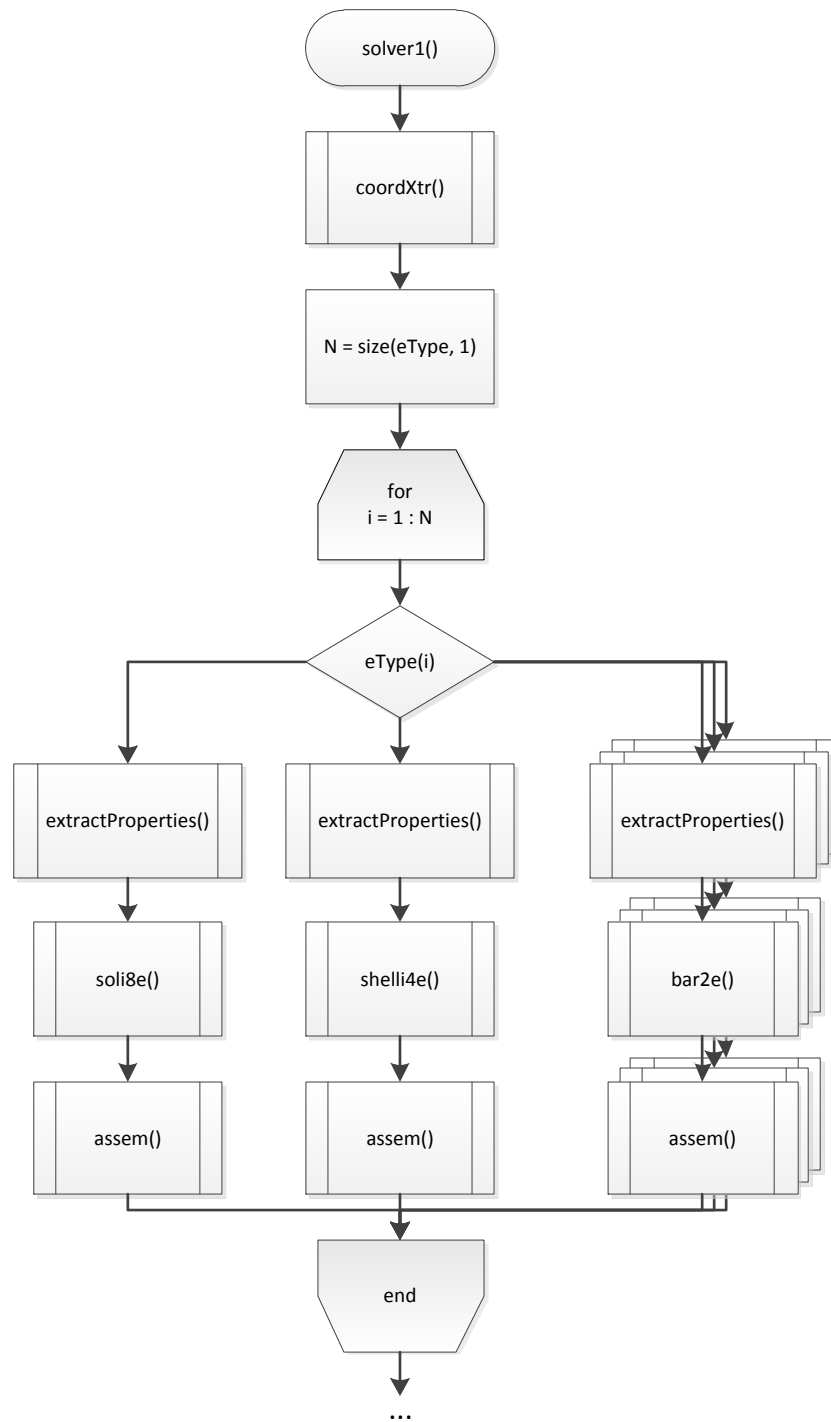 solver1()
coordXtr()
N = size(eType, 1)
for
i = 1 : N
eType(i)
extractProperties()
extractProperties()
extractProperties()
soli8e()
shelli4e()
bar2e()
assem()
assem()
assem()
end
...